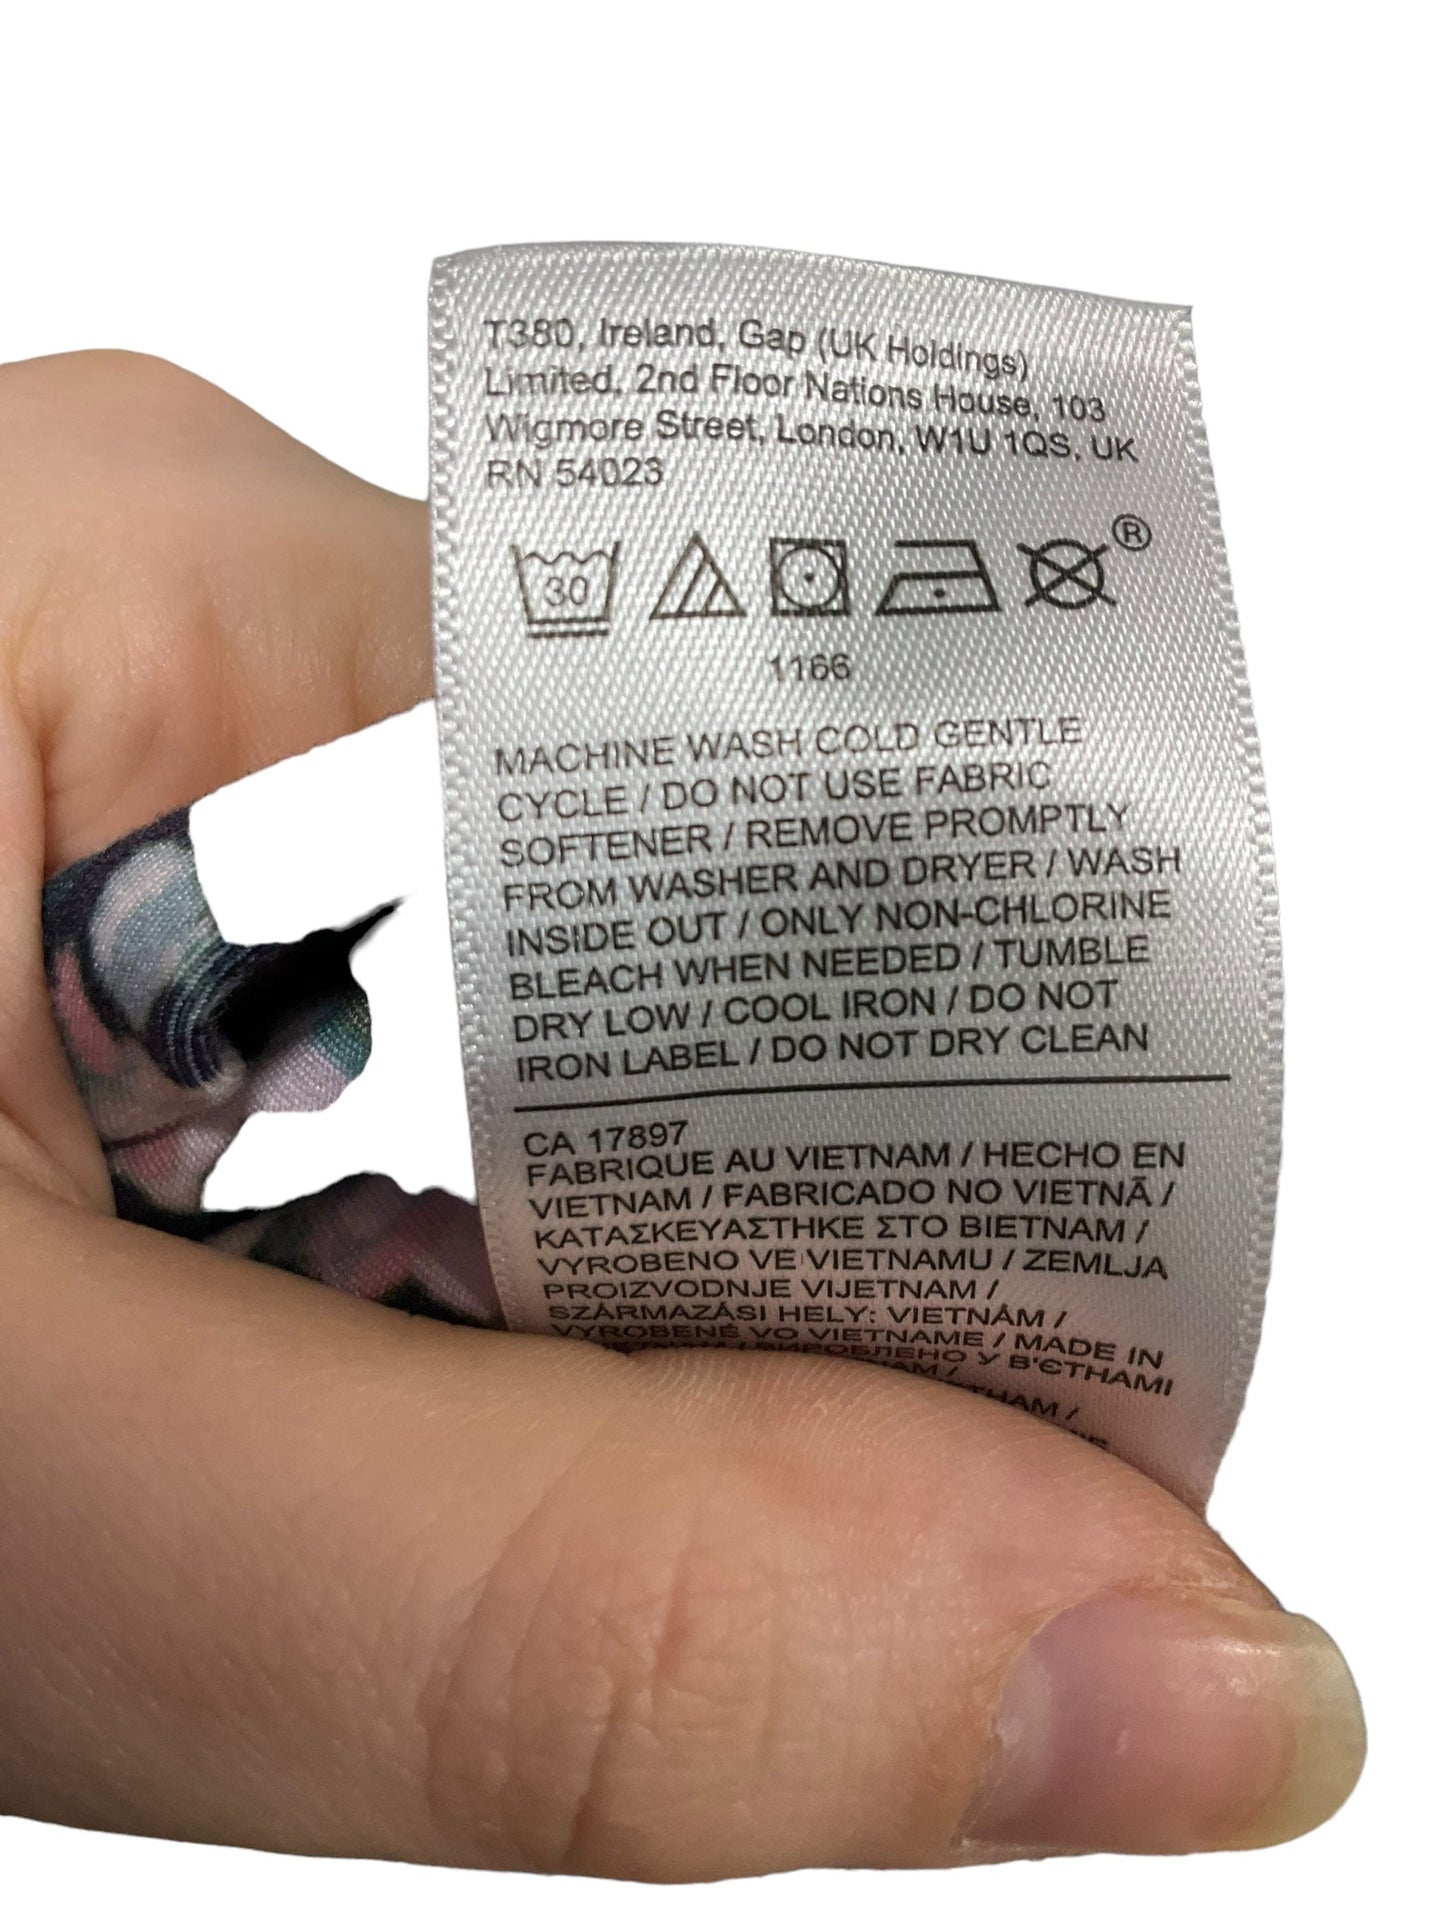 T380, Ireland, Gap (UK Holdings)
Limited, 2nd Floor Nations House, 103
Wigmore Street, London, W1U 1QS, UK
RN 54023
®
30
1166
MACHINE WASH COLD GENTLE
CYCLE / DO NOT USE FABRIC
SOFTENER / REMOVE PROMPTLY
FROM WASHER AND DRYER / WASH
INSIDE OUT / ONLY NON-CHLORINE
BLEACH WHEN NEEDED / TUMBLE
DRY LOW / COOL IRON / DO NOT
IRON LABEL / DO NOT DRY CLEAN
CA 17897
FABRIQUE AU VIETNAM / HECHO EN
VIETNAM / FABRICADO NO VIETNÃ /
ΚΑΤΑΣΚΕΥΑΣΤΗΚΕ ΣΤΟ ΒΙΕΤΝΑΜ /
VYROBENO VE VIETNAMU / ZEMLJA
PROIZVODNJE VIJETNAM /
SZÁRMAZÁSI HELY: VIETNÁM /
VYROBENÉ VO VIETNAME / MADE IN
/ ВИРОБЛЕНО У В'ЄТНАМІ